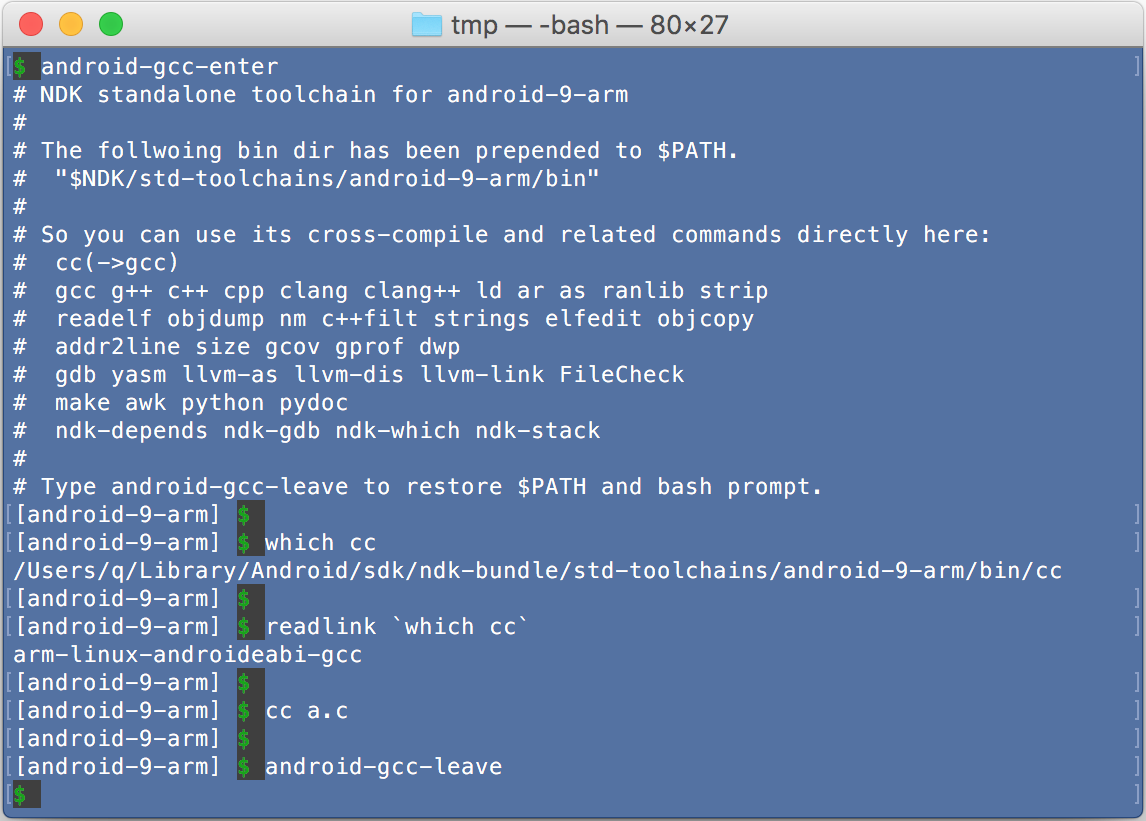 tmp — -bash — 80×27
[$ android-gcc-enter ]
# NDK standalone toolchain for android-9-arm
#
# The follwoing bin dir has been prepended to $PATH.
#  "$NDK/std-toolchains/android-9-arm/bin"
#
# So you can use its cross-compile and related commands directly here:
#  cc(->gcc)
#  gcc g++ c++ cpp clang clang++ ld ar as ranlib strip
#  readelf objdump nm c++filt strings elfedit objcopy
#  addr2line size gcov gprof dwp
#  gdb yasm llvm-as llvm-dis llvm-link FileCheck
#  make awk python pydoc
#  ndk-depends ndk-gdb ndk-which ndk-stack
#
# Type android-gcc-leave to restore $PATH and bash prompt.
[[android-9-arm] $ ]
[[android-9-arm] $ which cc ]
/Users/q/Library/Android/sdk/ndk-bundle/std-toolchains/android-9-arm/bin/cc
[[android-9-arm] $ ]
[[android-9-arm] $ readlink `which cc` ]
arm-linux-androideabi-gcc
[[android-9-arm] $ ]
[[android-9-arm] $ cc a.c ]
[[android-9-arm] $ ]
[[android-9-arm] $ android-gcc-leave ]
[$ ]